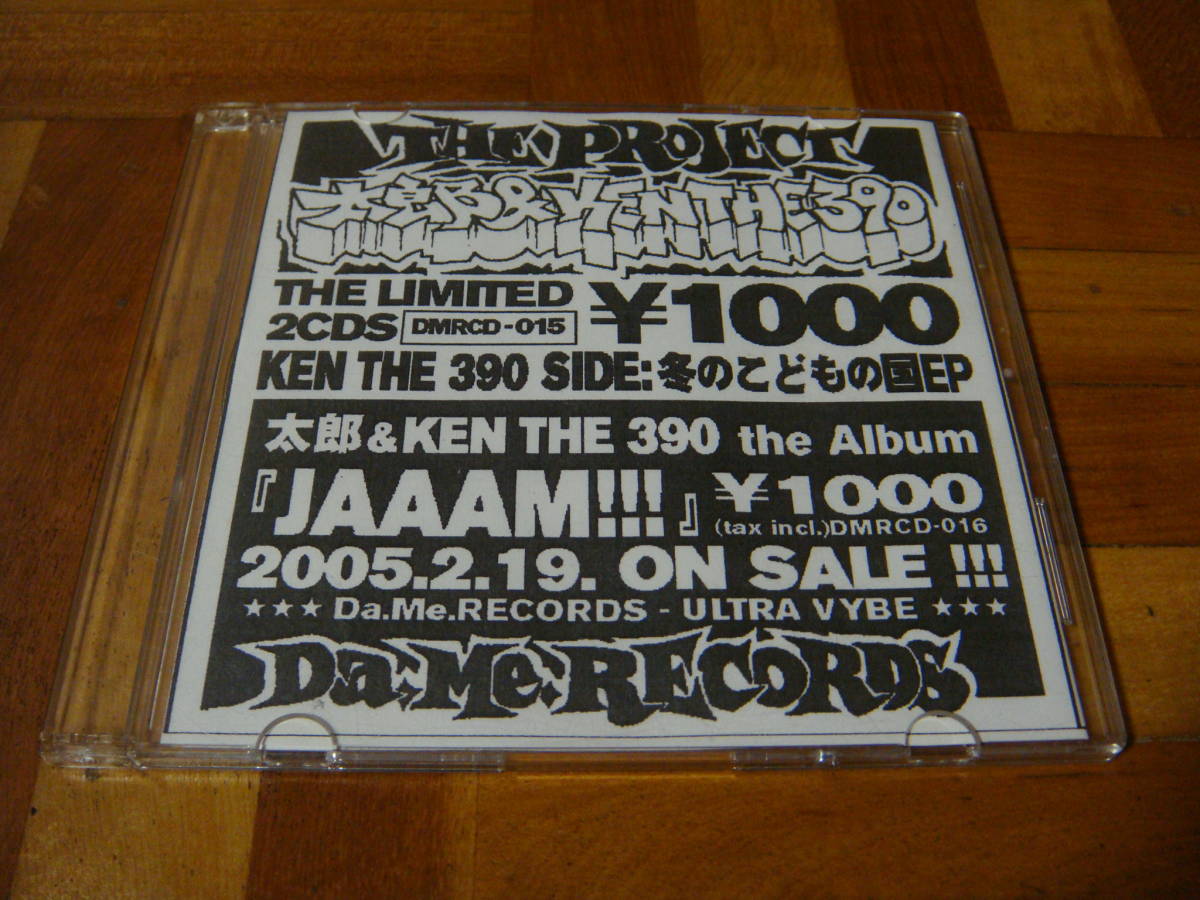 THE PROJECT
太郎&KEN THE 390
THE LIMITED
2CDS DMRCD-015 ¥1000
KEN THE 390 SIDE:冬のこどもの国EP
太郎&KEN THE 390 the Album
『JAAAM!!!』 ¥1000
(tax incl.)DMRCD-016
2005.2.19. ON SALE !!!
★★★ Da.Me.RECORDS - ULTRA VYBE ★★★
Da.Me.RECORDS